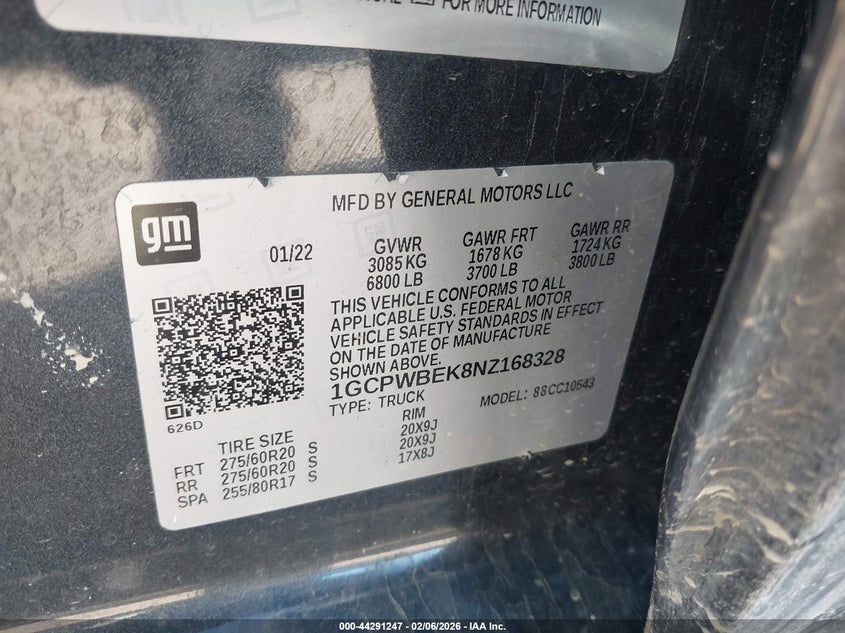 FOR MORE INFORMATION
gm
MFD BY GENERAL MOTORS LLC
01/22
GVWR GAWR FRT GAWR RR
3085 KG 1678 KG 1724 KG
6800 LB 3700 LB 3800 LB
THIS VEHICLE CONFORMS TO ALL
APPLICABLE U.S. FEDERAL MOTOR
VEHICLE SAFETY STANDARDS IN EFFECT
ON THE DATE OF MANUFACTURE
SHOWN ABOVE.
1GCPWBEK8NZ168328
TYPE: TRUCK MODEL: 88CC10543
626D
TIRE SIZE RIM
FRT 275/60R20 S 20X9J
RR 275/60R20 S 20X9J
SPA 255/80R17 S 17X8J
000-44291247 - 02/06/2026 - IAA Inc.